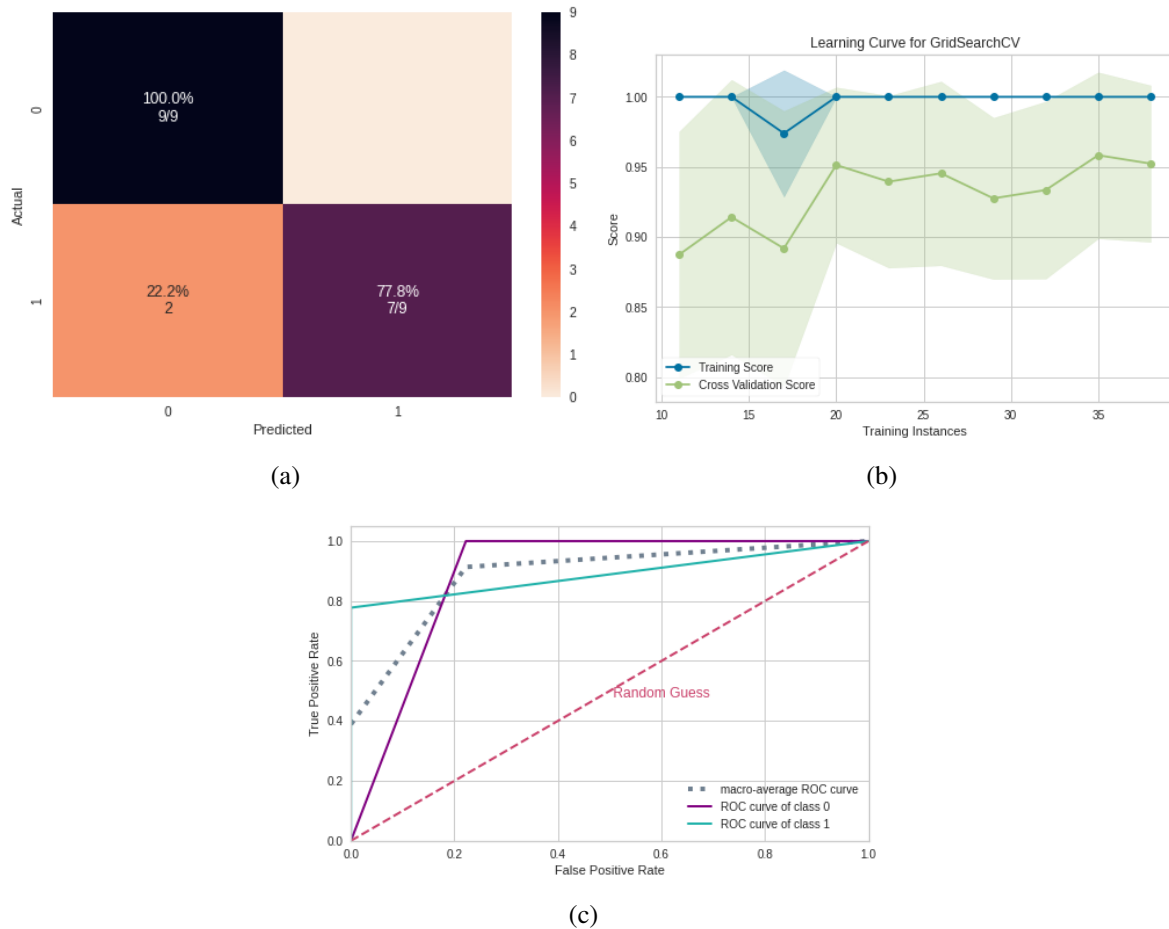 100.0%
9/9
22.2%
2
77.8%
7/9
0
1
Actual
0
1
Predicted
9
8
7
6
5
4
3
2
1
0
(a)
Learning Curve for GridSearchCV
1.00
0.95
0.90
0.85
0.80
Score
Training Score
Cross Validation Score
10
15
20
25
30
35
Training Instances
(b)
1.0
0.8
0.6
0.4
0.2
0.0
True Positive Rate
Random Guess
macro-average ROC curve
ROC curve of class 0
ROC curve of class 1
0.0
0.2
0.4
0.6
0.8
1.0
False Positive Rate
(c)